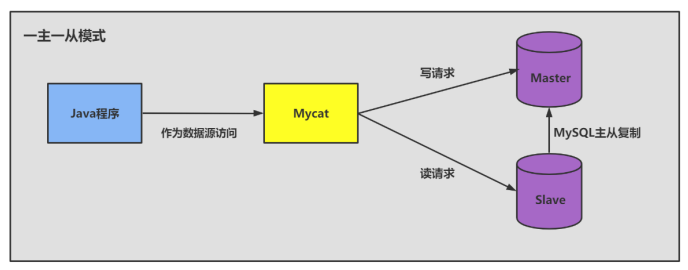 一主一从模式
写请求
Master
Java程序
Mycat
作为数据源访问
MySQL主从复制
读请求
Slave